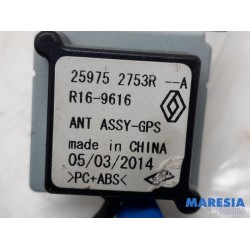 25975 2753R --A
R16-9616
ANT ASSY-GPS
made in CHINA
05/03/2014
>PC+ABS<
MARESIA